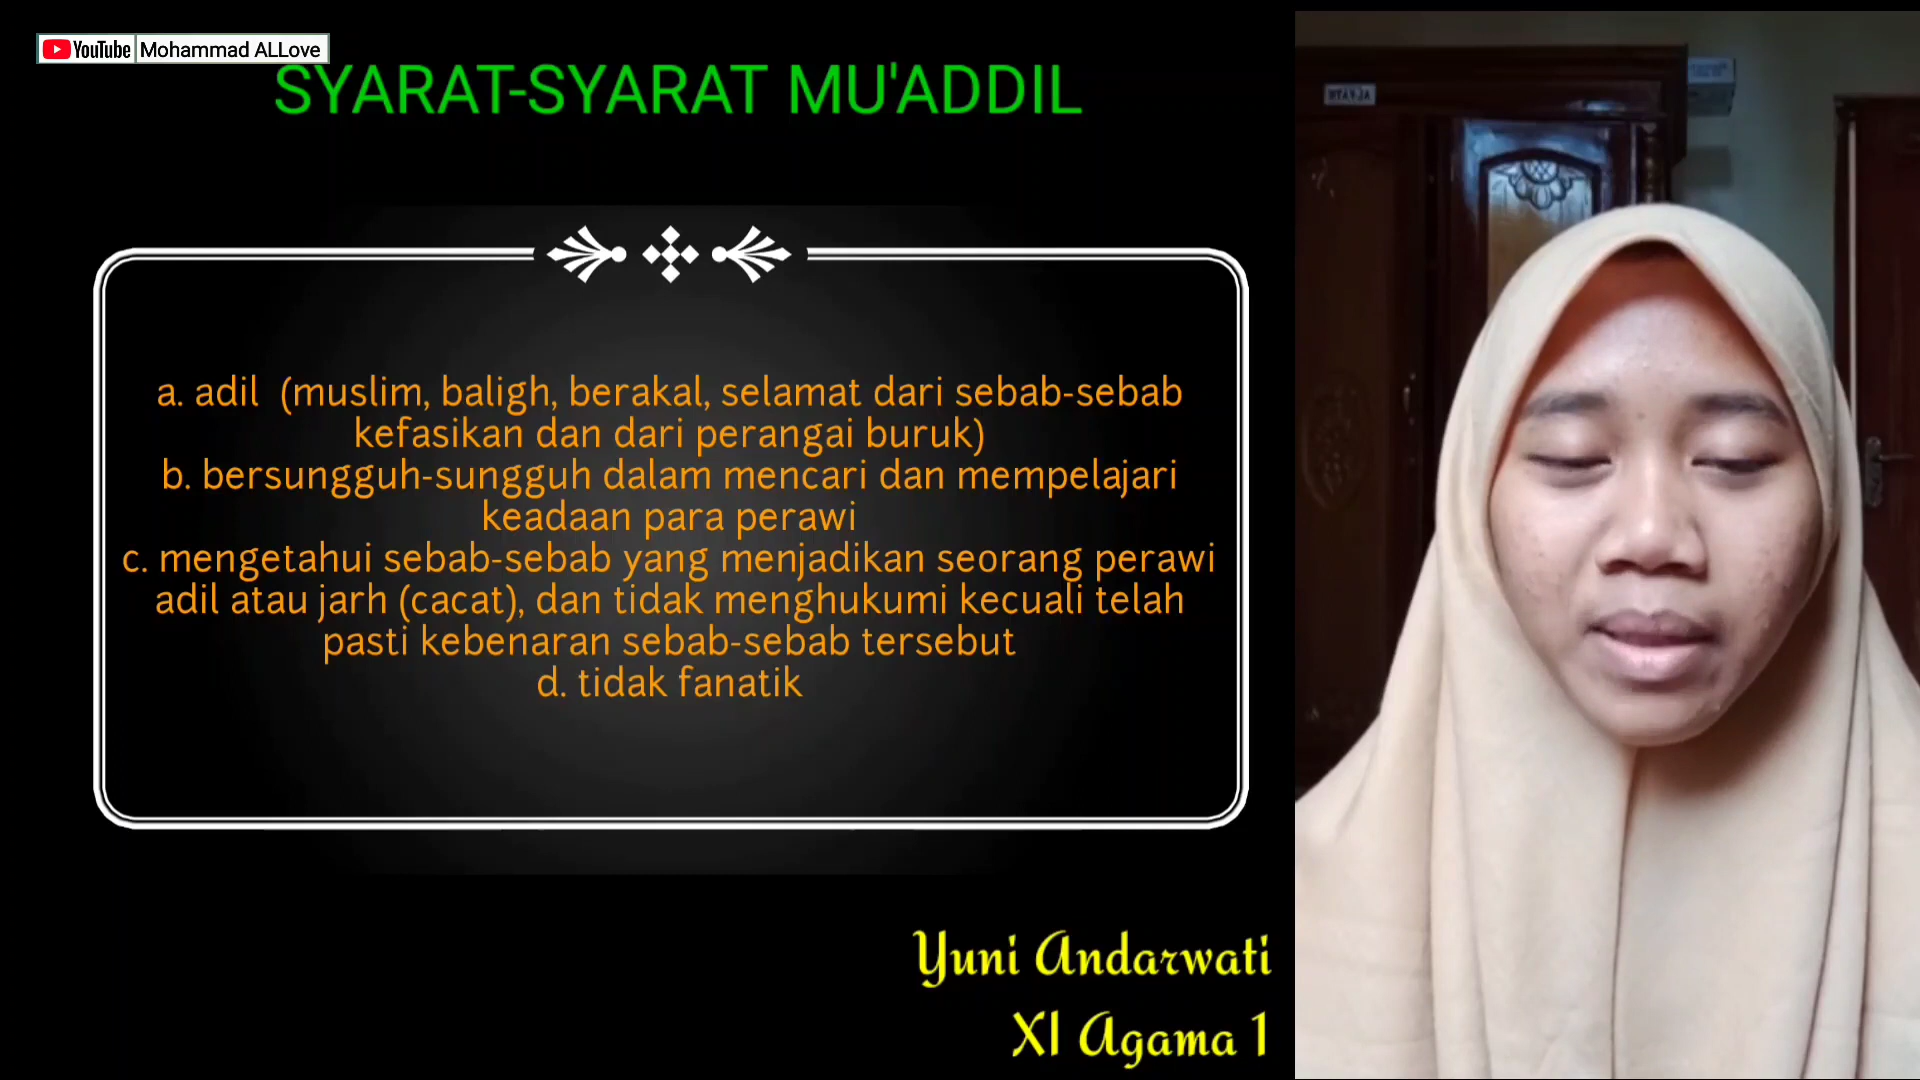 YouTube Mohammad ALLove
SYARAT-SYARAT MU'ADDIL
a. adil (muslim, baligh, berakal, selamat dari sebab-sebab
kefasikan dan dari perangai buruk)
b. bersungguh-sungguh dalam mencari dan mempelajari
keadaan para perawi
c. mengetahui sebab-sebab yang menjadikan seorang perawi
adil atau jarh (cacat), dan tidak menghukumi kecuali telah
pasti kebenaran sebab-sebab tersebut
d. tidak fanatik
Yuni Andarwati
XI Agama 1